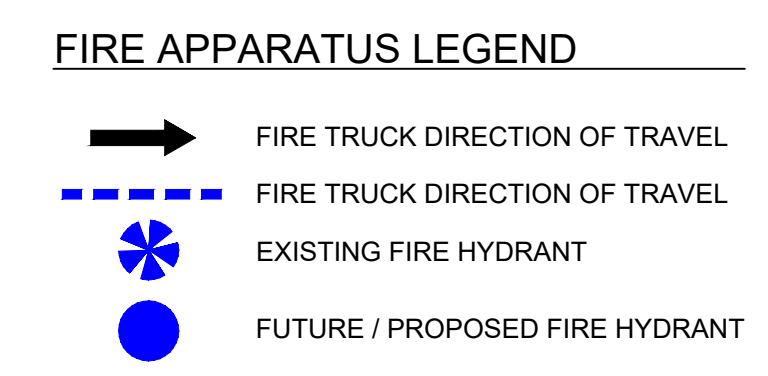 FIRE APPARATUS LEGEND
FIRE TRUCK DIRECTION OF TRAVEL
FIRE TRUCK DIRECTION OF TRAVEL
EXISTING FIRE HYDRANT
FUTURE / PROPOSED FIRE HYDRANT